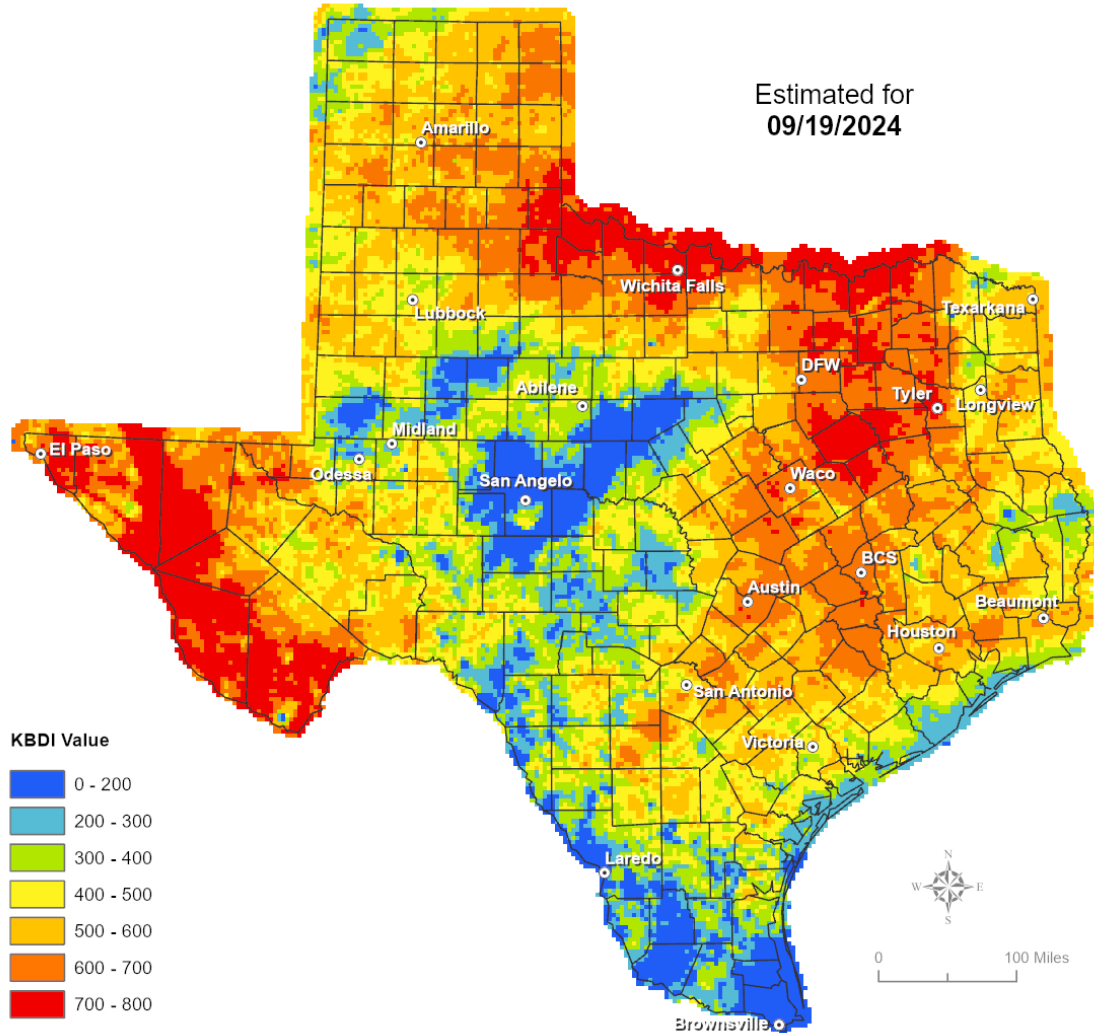 Estimated for
09/19/2024
Amarillo
Wichita Falls
Lubbock
Texarkana
DFW
Abilene
Tyler
Longview
Midland
El Paso
Odessa
San Angelo
Waco
BCS
Austin
Beaumont
Houston
San Antonio
Victoria
Laredo
Brownsville
KBDI Value
0 - 200
200 - 300
300 - 400
400 - 500
500 - 600
600 - 700
700 - 800
N
W E
S
0 100 Miles